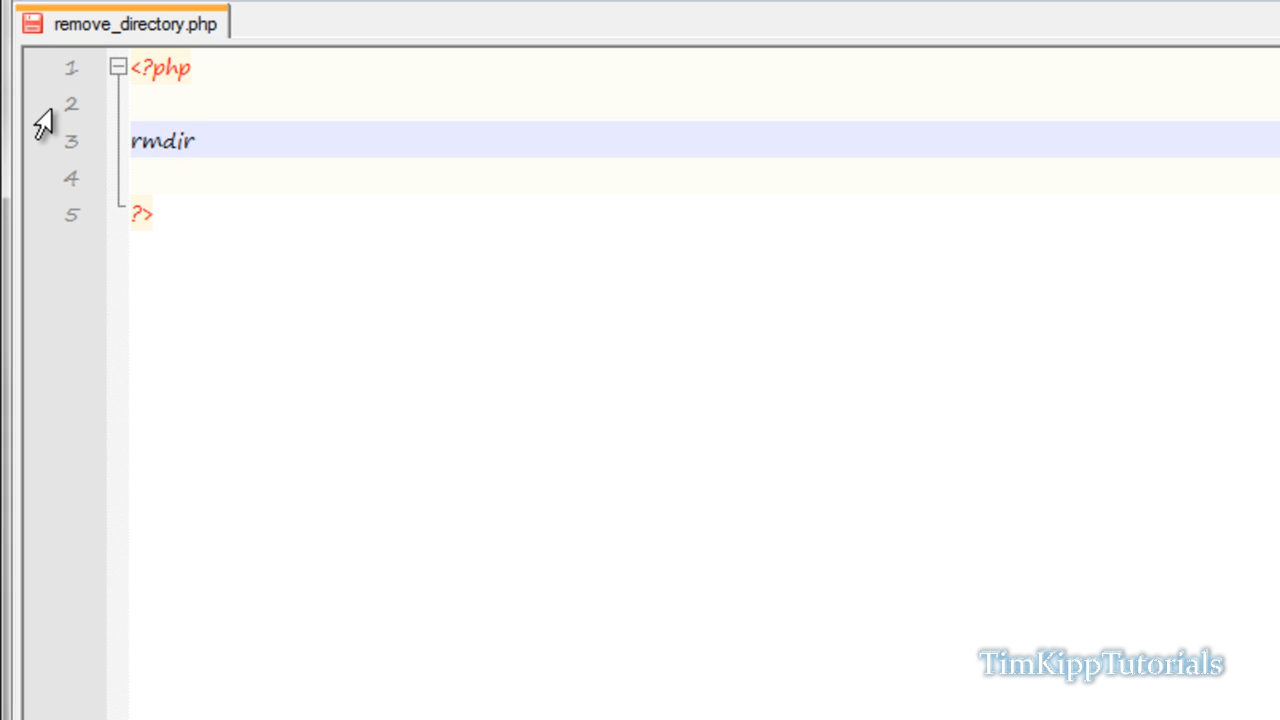 remove_directory.php
1 <?php
2
3 rmdir
4
5 ?>
TimKippTutorials